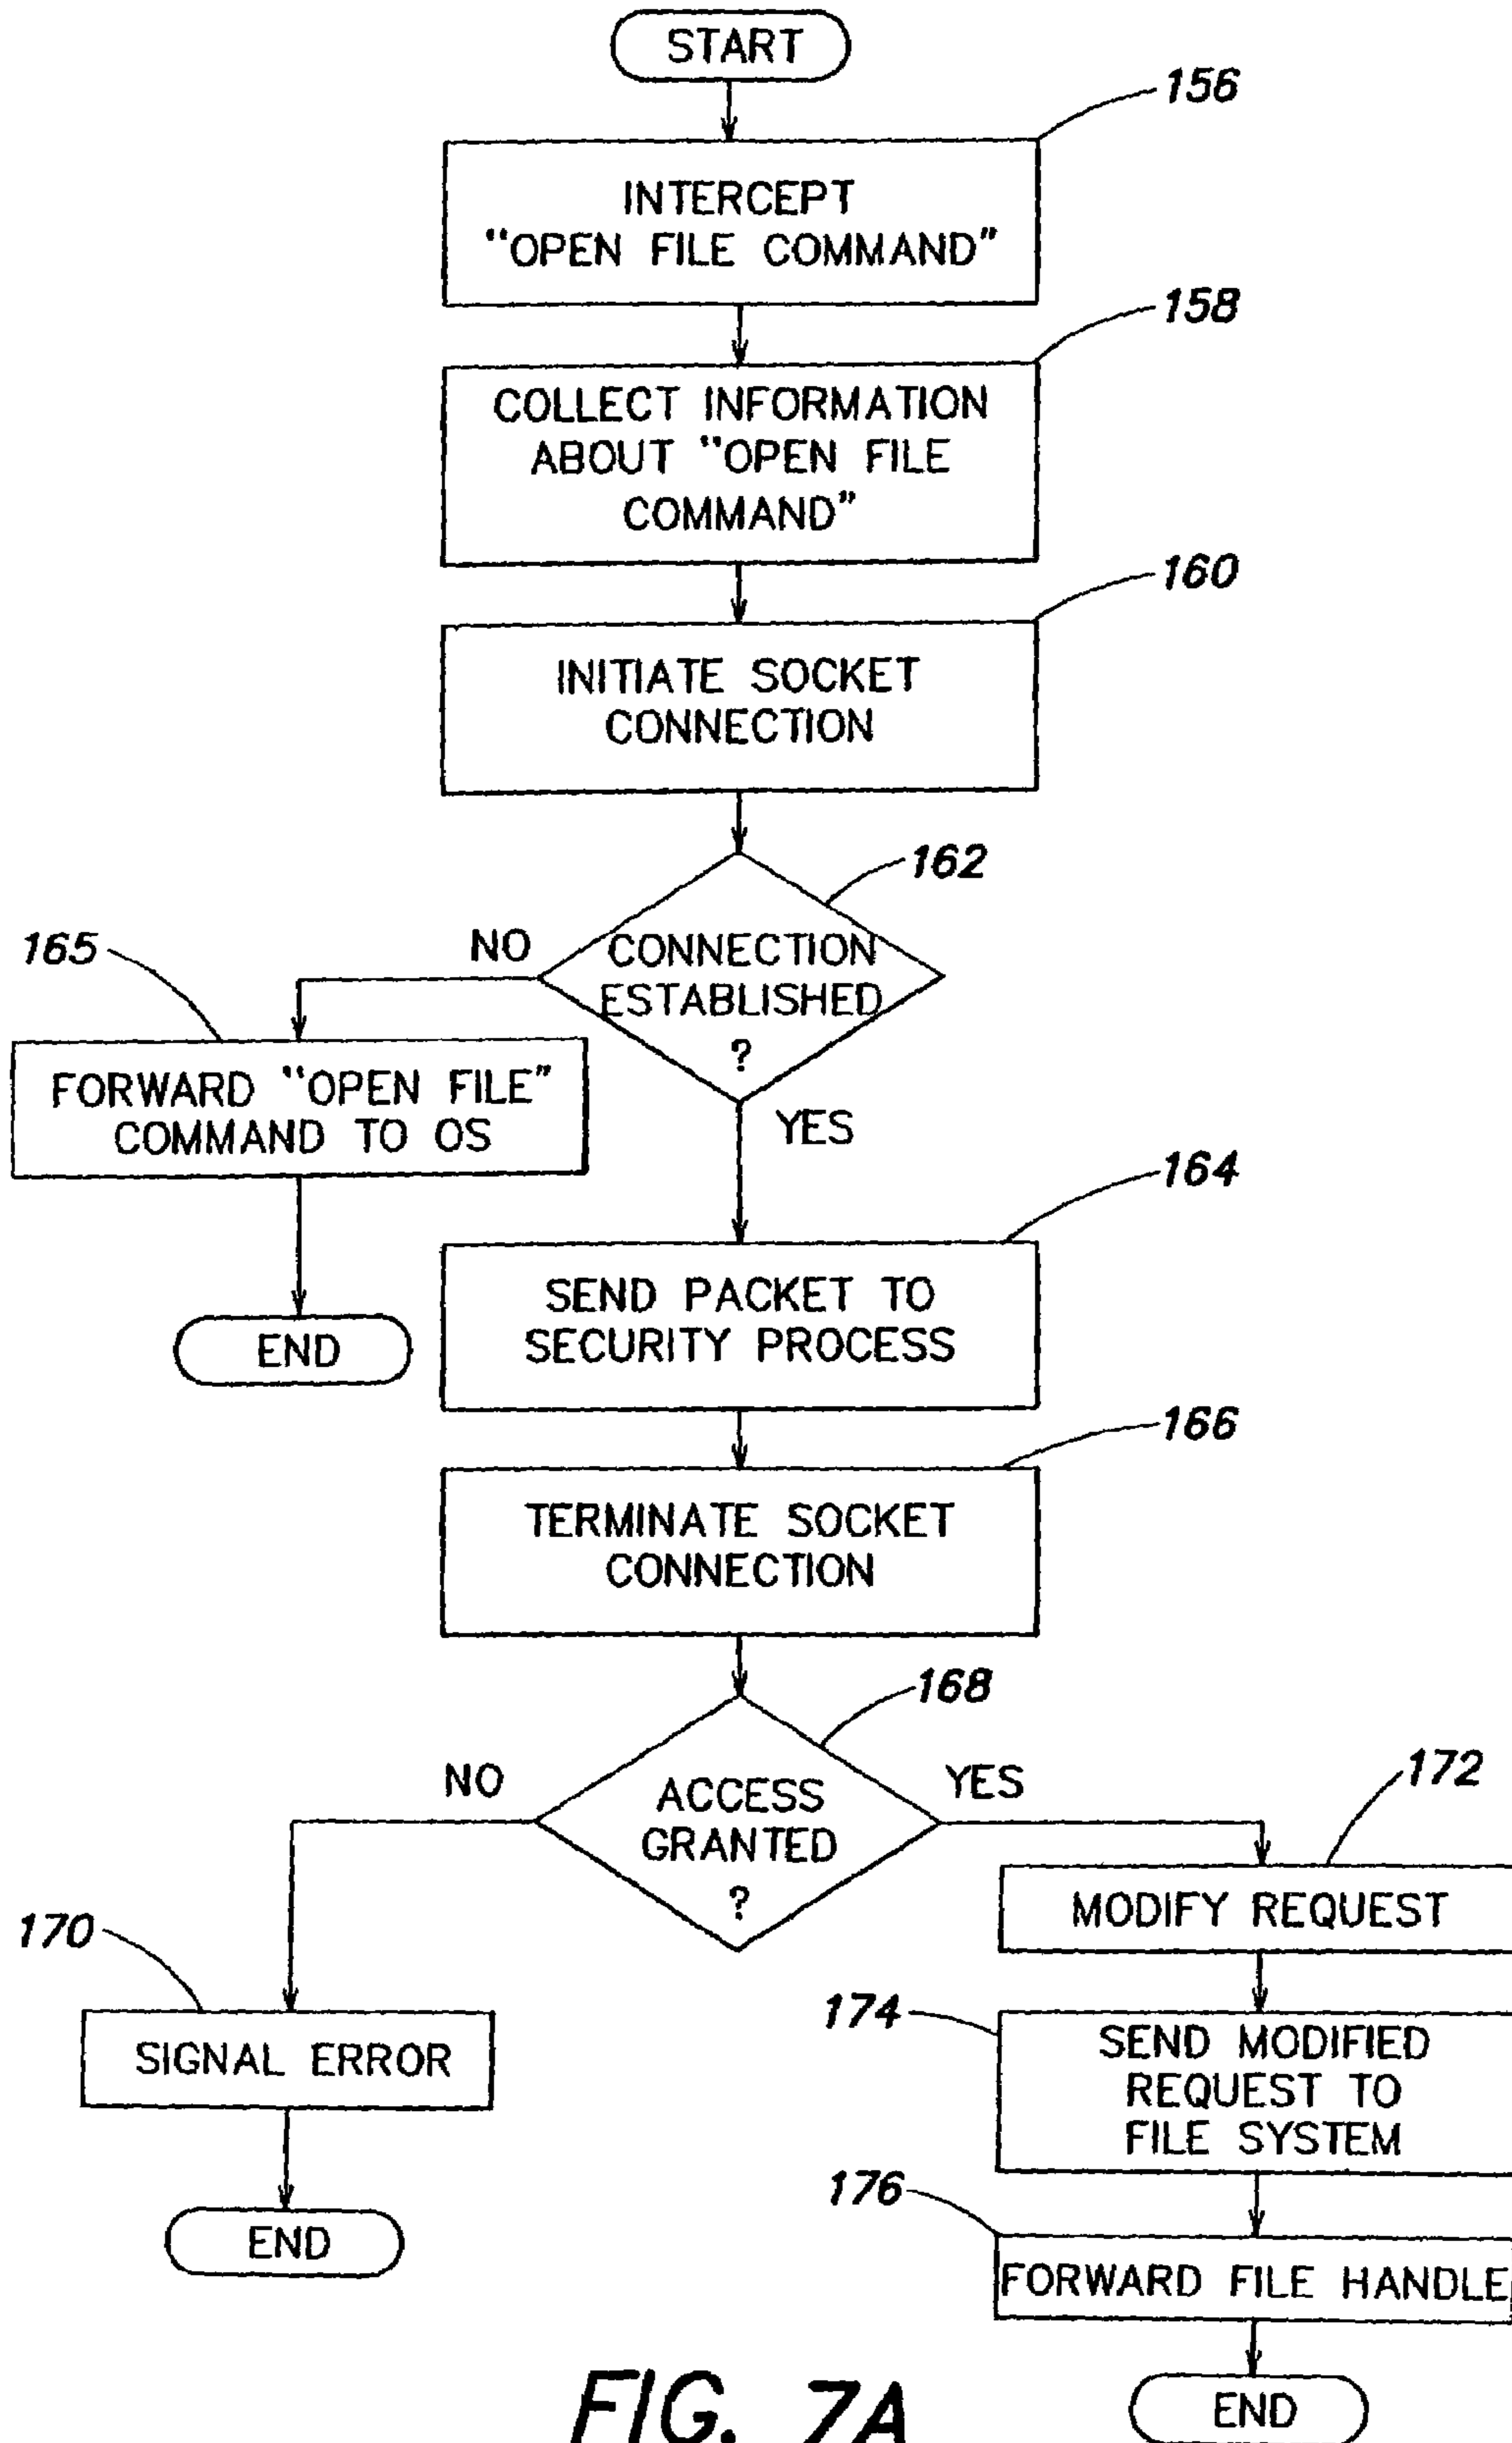 START
156
INTERCEPT
"OPEN FILE COMMAND"
158
COLLECT INFORMATION
ABOUT "OPEN FILE
COMMAND"
160
INITIATE SOCKET
CONNECTION
162
NO
CONNECTION
ESTABLISHED
?
165
FORWARD "OPEN FILE"
COMMAND TO OS
YES
164
SEND PACKET TO
SECURITY PROCESS
END
166
TERMINATE SOCKET
CONNECTION
168
NO
ACCESS
GRANTED
?
YES
172
MODIFY REQUEST
170
SIGNAL ERROR
174
SEND MODIFIED
REQUEST TO
FILE SYSTEM
176
END
FORWARD FILE HANDLE
END
FIG. 7A